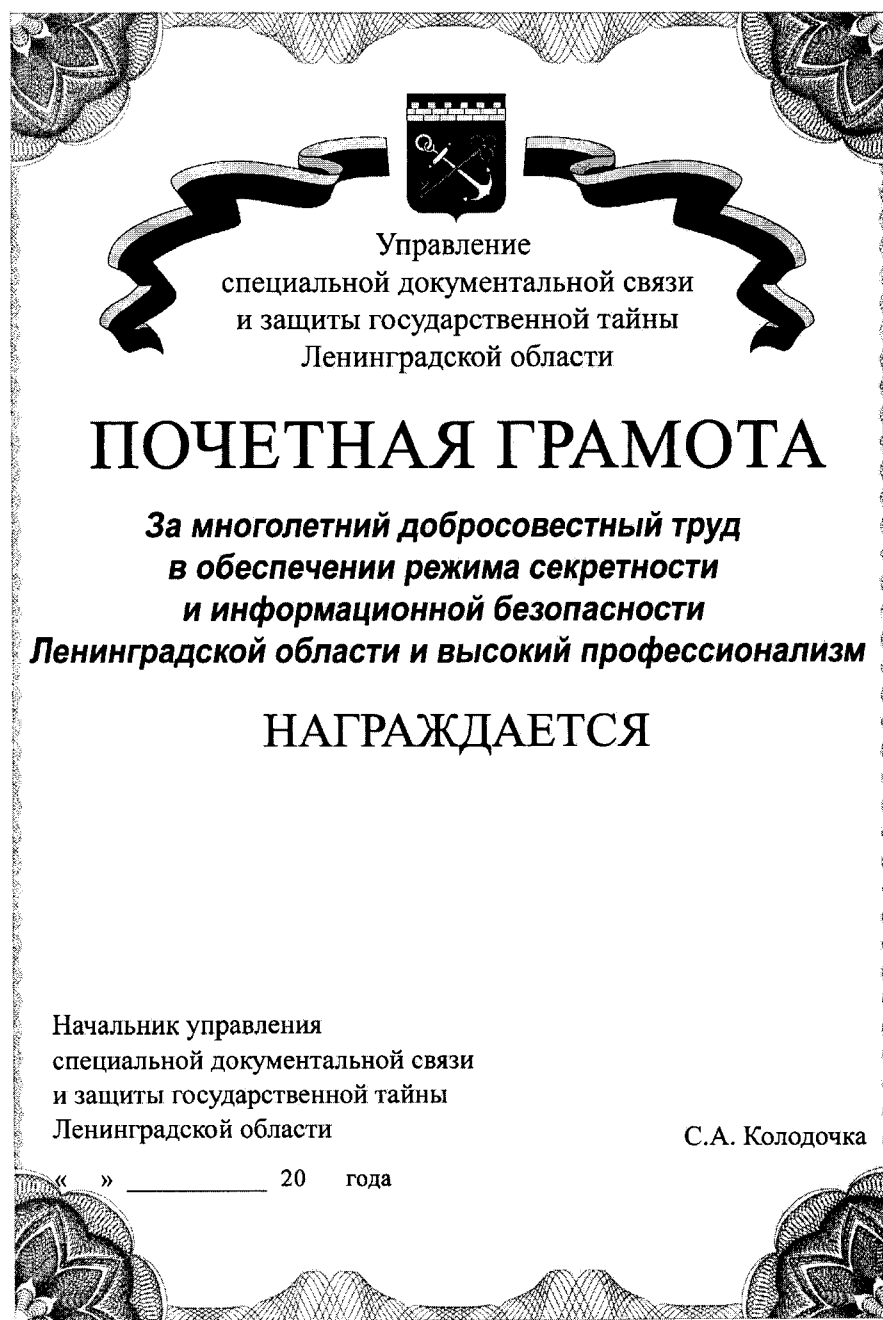 Управление
специальной документальной связи
и защиты государственной тайны
Ленинградской области
ПОЧЕТНАЯ ГРАМОТА
За многолетний добросовестный труд
в обеспечении режима секретности
и информационной безопасности
Ленинградской области и высокий профессионализм
НАГРАЖДАЕТСЯ
Начальник управления
специальной документальной связи
и защиты государственной тайны
Ленинградской области
С.А. Колодочка
« » ____________ 20 года